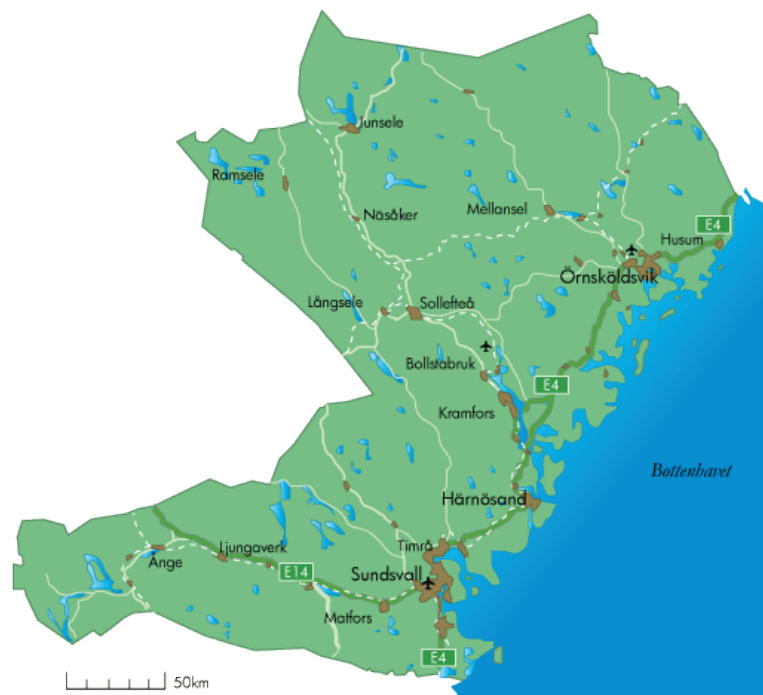 Junsele
Ramsele
Näsåker
Mellansel
E4
Husum
Örnsköldsvik
Långsele
Sollefteå
Bollstabruk
E4
Kramfors
Bottenhavet
Härnösand
Timrå
Ljungaverk
Ånge
E14
Sundsvall
Matfors
E4
50km